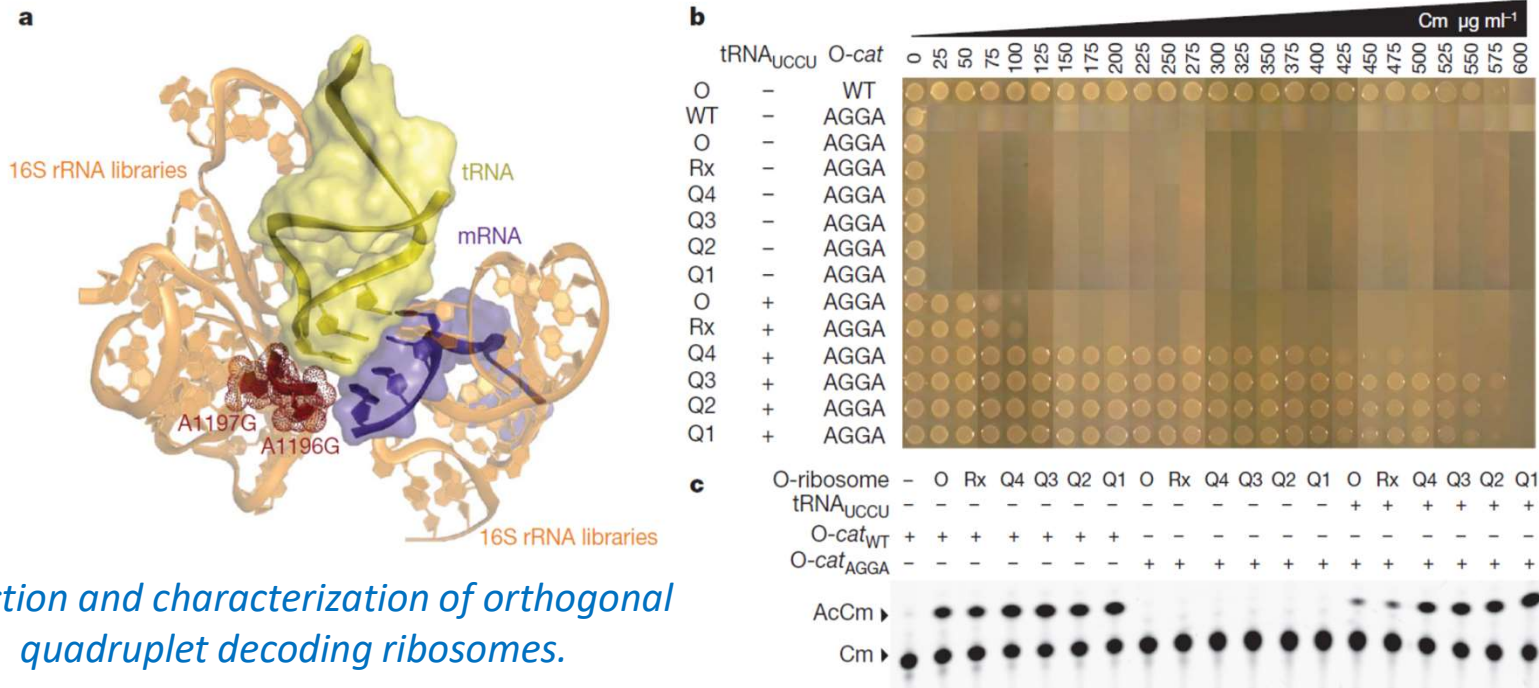 a
16S rRNA libraries
tRNA
mRNA
A1197G
A1196G
16S rRNA libraries
tion and characterization of orthogonal
quadruplet decoding ribosomes.
b
Cm µg ml–1
tRNAUCCU O-cat 0 25 50 75 100 125 150 175 200 225 250 275 300 325 350 375 400 425 450 475 500 525 550 575 600
O – WT
WT – AGGA
O – AGGA
Rx – AGGA
Q4 – AGGA
Q3 – AGGA
Q2 – AGGA
Q1 – AGGA
O + AGGA
Rx + AGGA
Q4 + AGGA
Q3 + AGGA
Q2 + AGGA
Q1 + AGGA
c
O-ribosome – O Rx Q4 Q3 Q2 Q1 O Rx Q4 Q3 Q2 Q1 O Rx Q4 Q3 Q2 Q1
tRNAUCCU – – – – – – – – – – – – – + + + + + +
O-catWT + + + + + + + – – – – – – – – – – – –
O-catAGGA – – – – – – – + + + + + + + + + + + +
AcCm
Cm